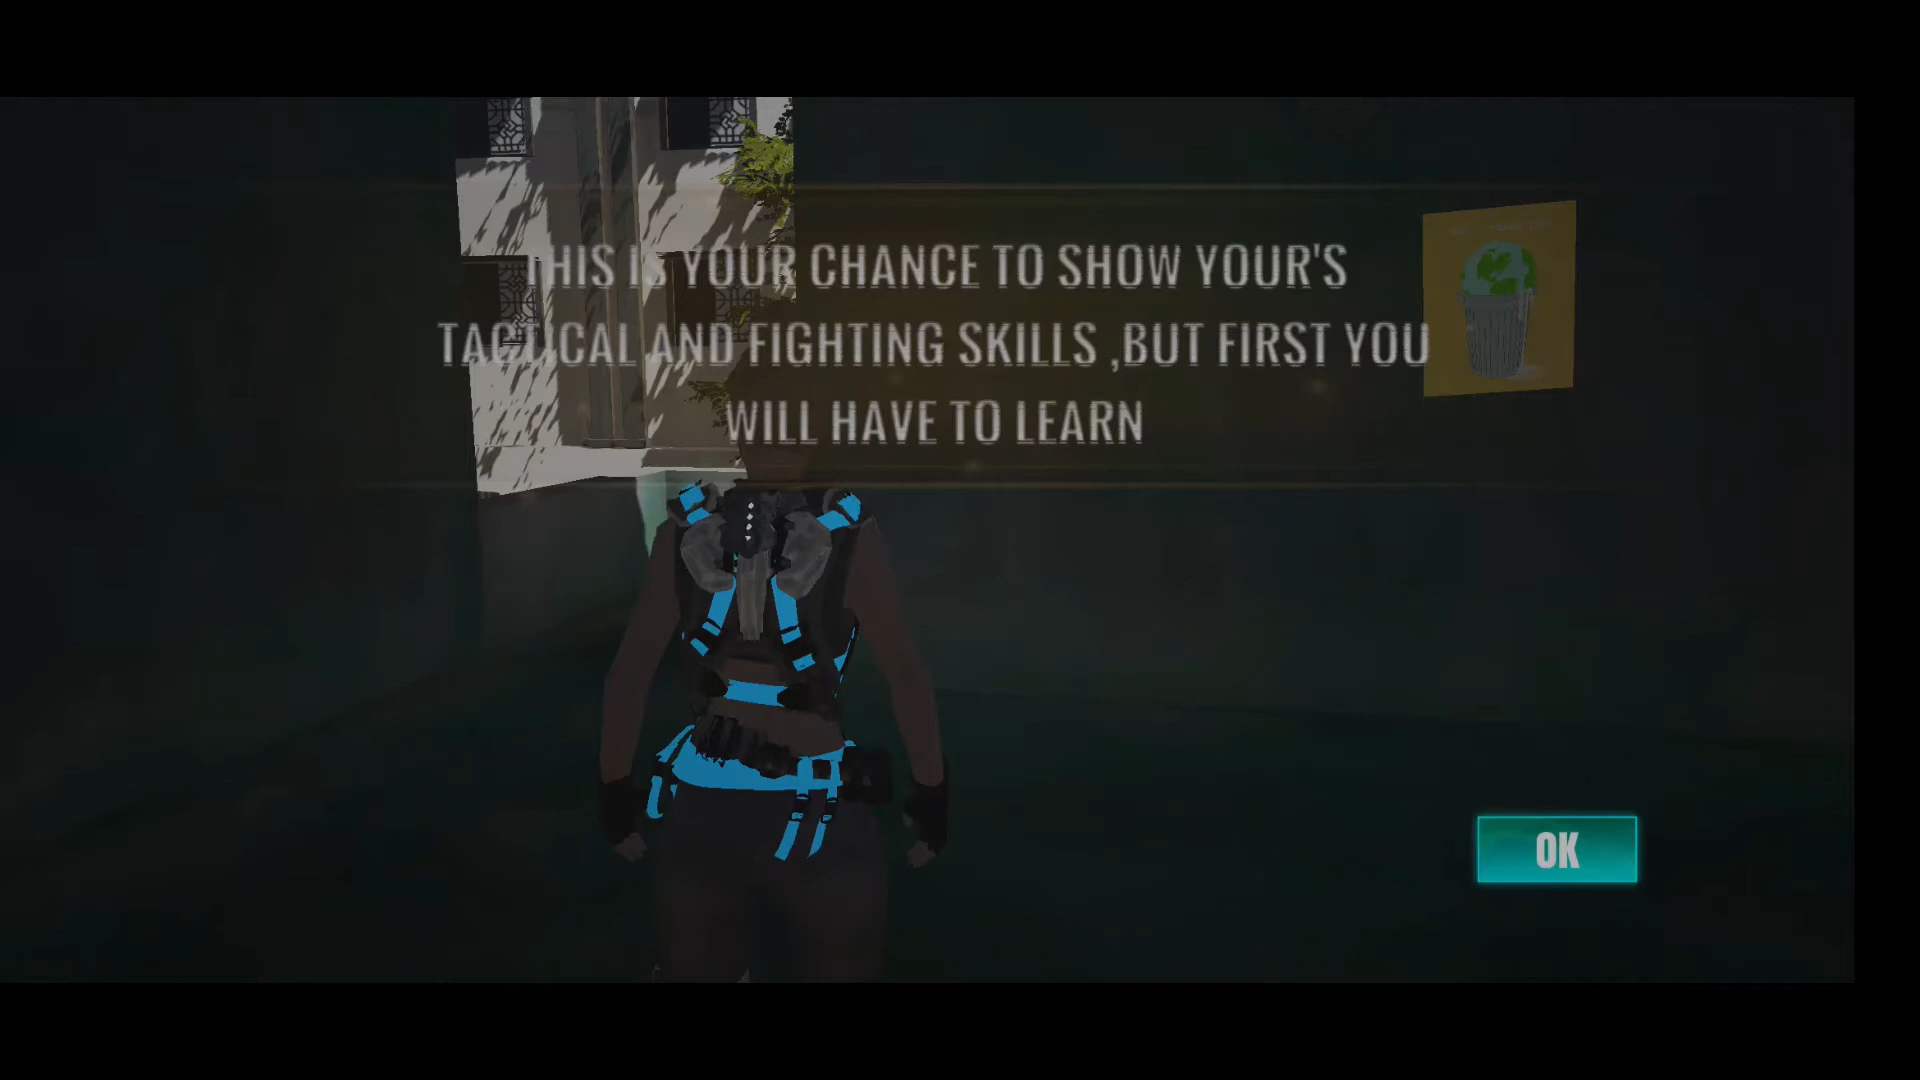 THIS IS YOUR CHANCE TO SHOW YOUR'S
TACTICAL AND FIGHTING SKILLS ,BUT FIRST YOU
WILL HAVE TO LEARN
OK